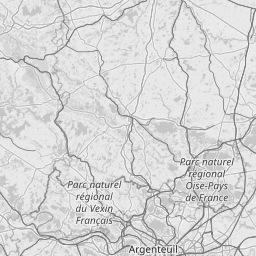 Parc naturel
régional
Oise-Pays
de France
Parc naturel
régional
du Vexin
Français
Argenteuil